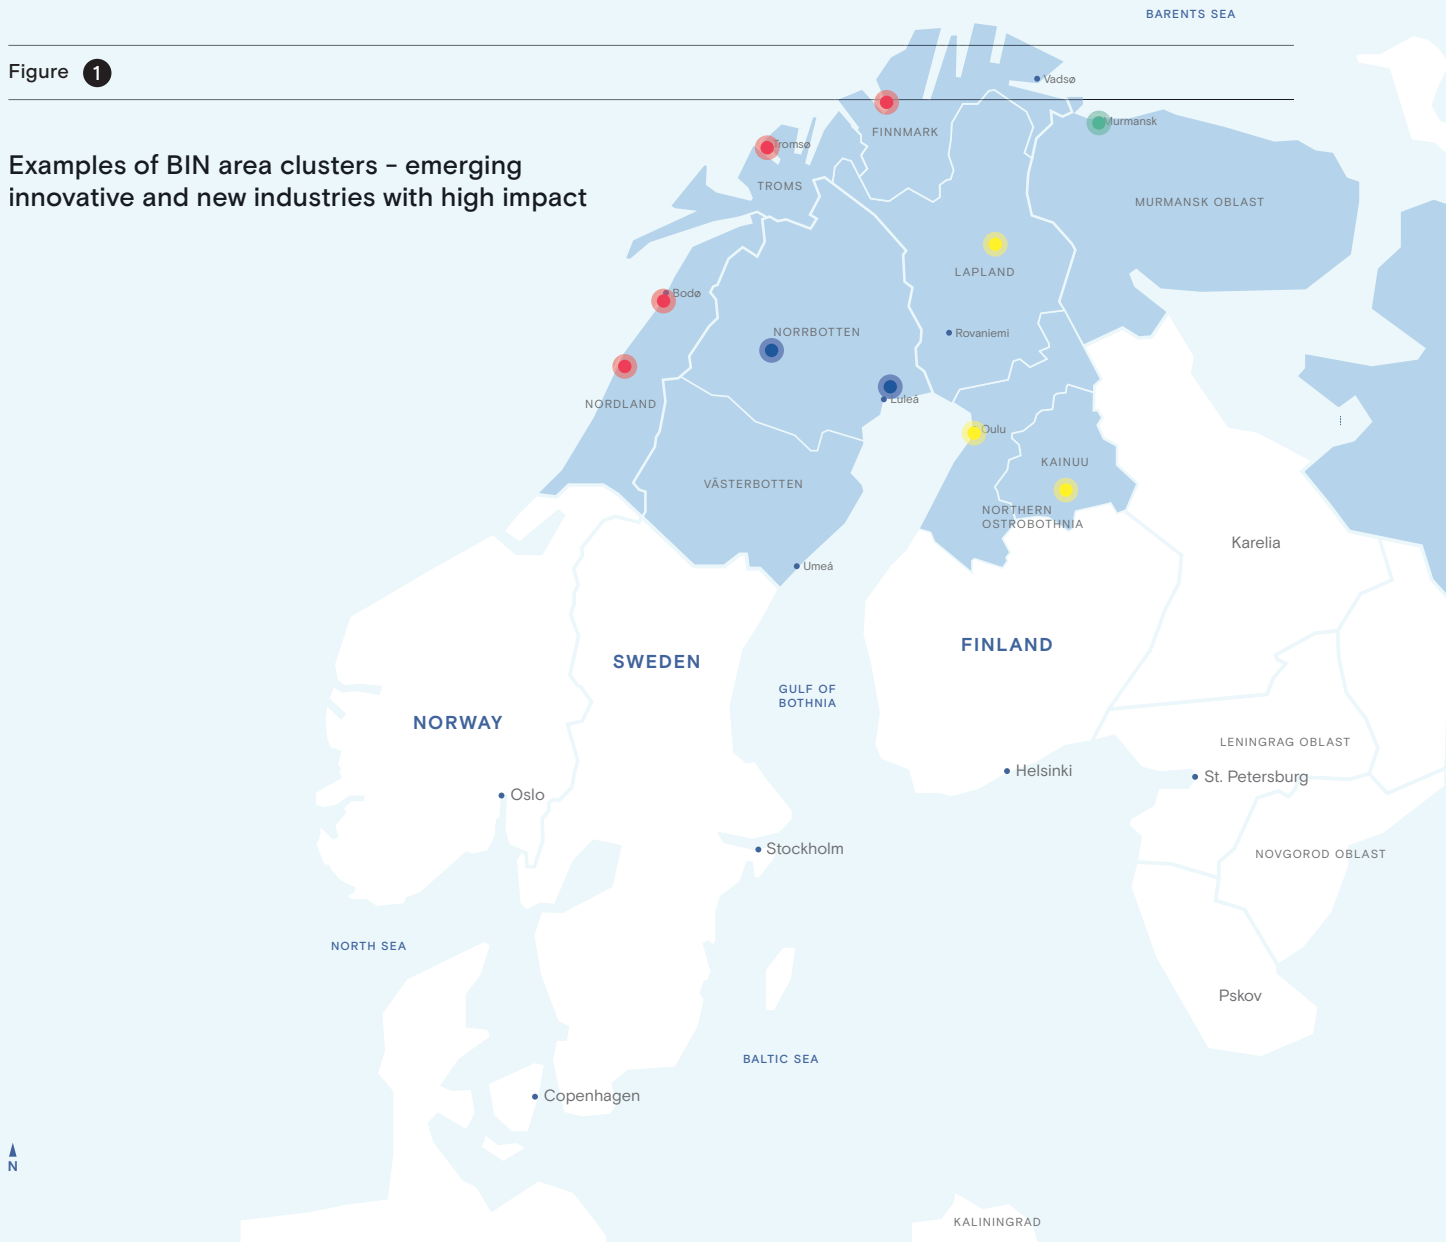 BARENTS SEA
Figure 1
Vadsø
Murmansk
FINNMARK
Tromsø
Examples of BIN area clusters – emerging
innovative and new industries with high impact
TROMS
MURMANSK OBLAST
LAPLAND
Bodø
NORRBOTTEN
Rovaniemi
Luleå
NORDLAND
Oulu
KAINUU
VÄSTERBOTTEN
NORTHERN
OSTROBOTHNIA
Karelia
Umeå
FINLAND
SWEDEN
GULF OF
BOTHNIA
NORWAY
LENINGRAG OBLAST
Helsinki
St. Petersburg
Oslo
Stockholm
NOVGOROD OBLAST
NORTH SEA
Pskov
BALTIC SEA
Copenhagen
N
KALININGRAD